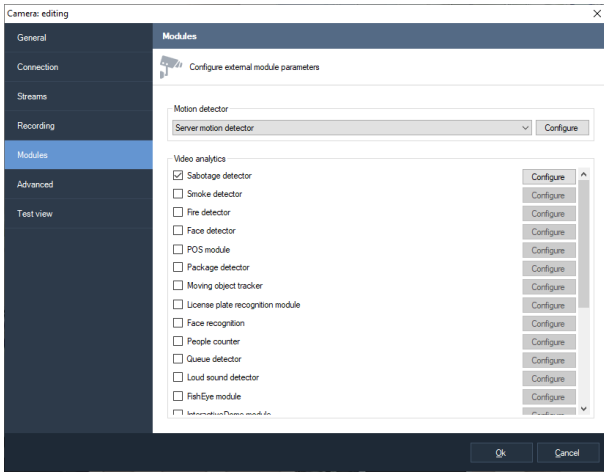 Camera: editing
General
Connection
Streams
Recording
Modules
Advanced
Test view
Modules
Configure external module parameters
Motion detector
Server motion detector Configure
Video analytics
Sabotage detector Configure
Smoke detector Configure
Fire detector Configure
Face detector Configure
POS module Configure
Package detector Configure
Moving object tracker Configure
License plate recognition module Configure
Face recognition Configure
People counter Configure
Queue detector Configure
Loud sound detector Configure
FishEye module Configure
InteractiveDome module Configure
Ok Cancel